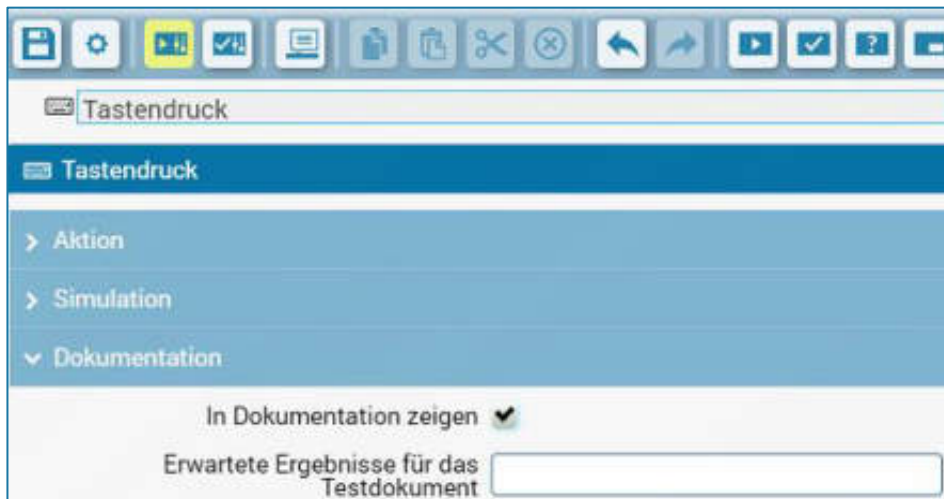 Tastendruck
Tastendruck
Aktion
Simulation
Dokumentation
In Dokumentation zeigen
Erwartete Ergebnisse für das
Testdokument